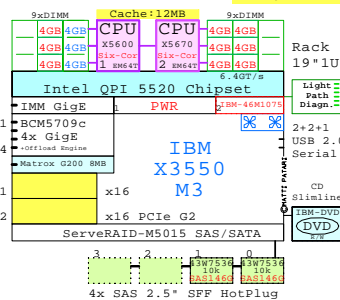 9xDIMM Cache:12MB 9xDIMM
4GB 4GB CPU CPU 4GB 4GB
4GB 4GB X5600 X5670 4GB 4GB
4GB 4GB Six-Cor Six-Cor 4GB 4GB
1 EM64T 2 EM64T
6.4GT/s
Rack
19"1U
Intel QPI 5520 Chipset
IMM GigE 1 PWR 2 IBM-46M1075
Light
Path
Diagn.
BCM5709c
4x GigE
+Offload Engine
Matrox G200 8MB
IBM
X3550
M3
2+2+1
USB 2.0
Serial
1 x16
2 x16 PCIe G2
CD
Slimline
IBM-DVD
DVD
R/W
ServeRAID-M5015 SAS/SATA
3 2 1 0
43W7536 43W7536
10k 10k
SAS146G SAS146G
4x SAS 2.5" SFF HotPlug